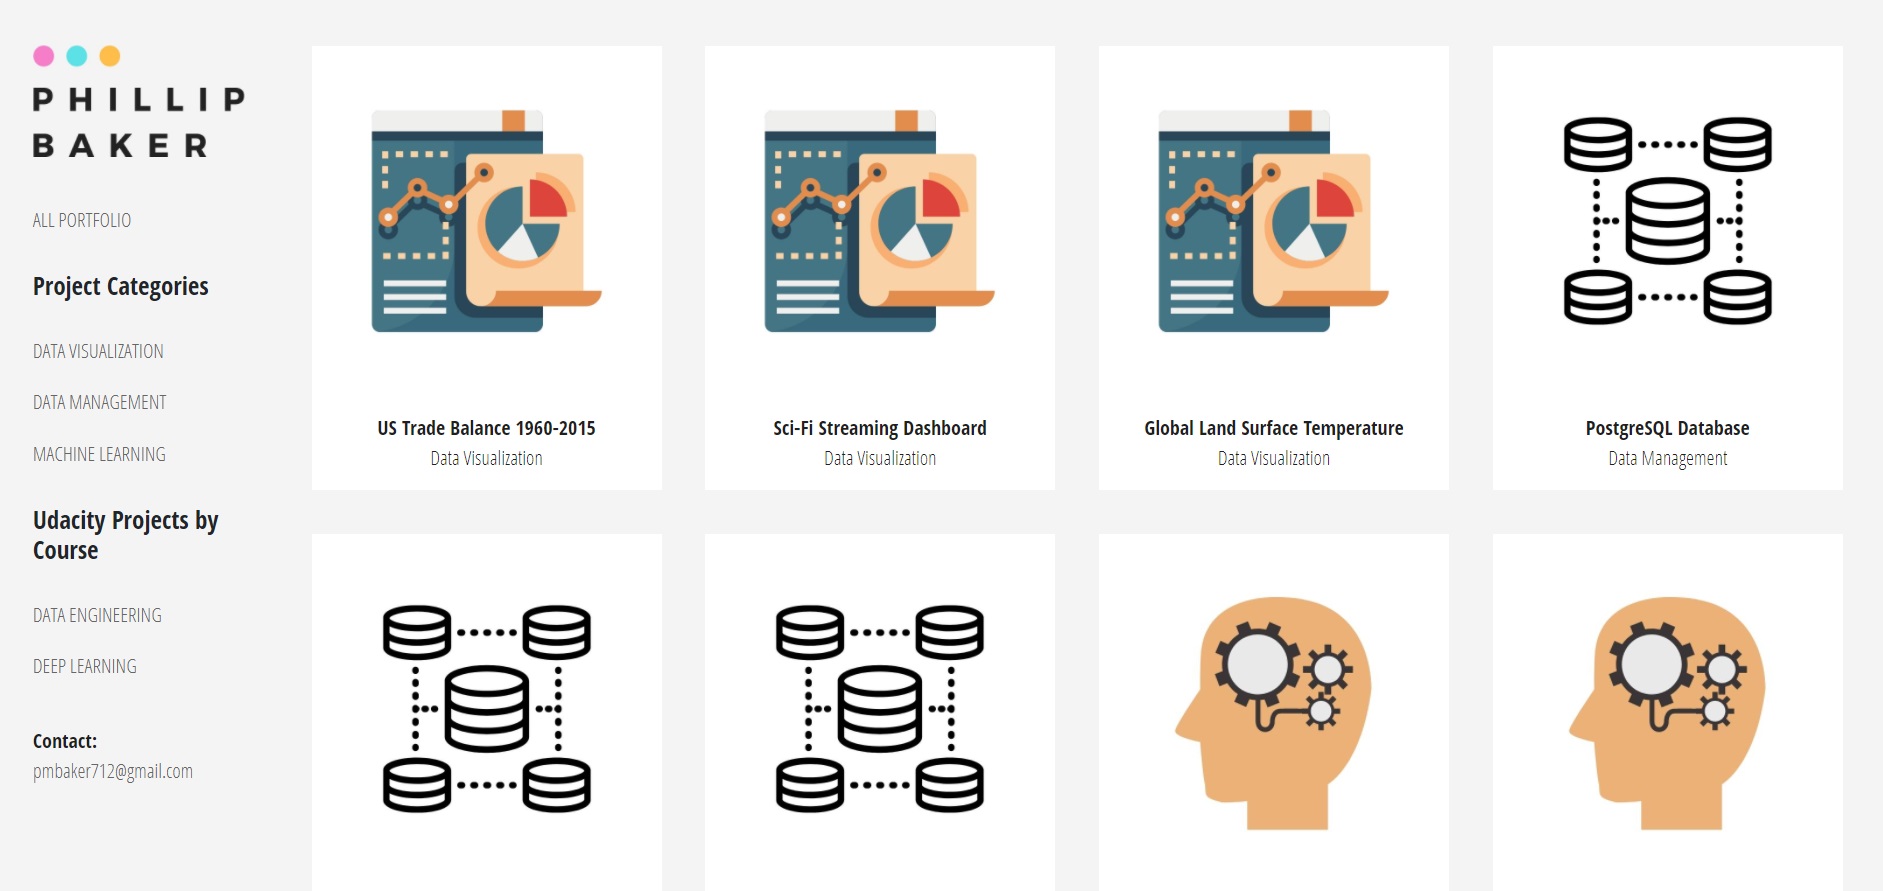 PHILLIP
BAKER
ALL PORTFOLIO
Project Categories
DATA VISUALIZATION
DATA MANAGEMENT
MACHINE LEARNING
Udacity Projects by
Course
DATA ENGINEERING
DEEP LEARNING
Contact:
pmbaker712@gmail.com
US Trade Balance 1960-2015
Data Visualization
Sci-Fi Streaming Dashboard
Data Visualization
Global Land Surface Temperature
Data Visualization
PostgreSQL Database
Data Management